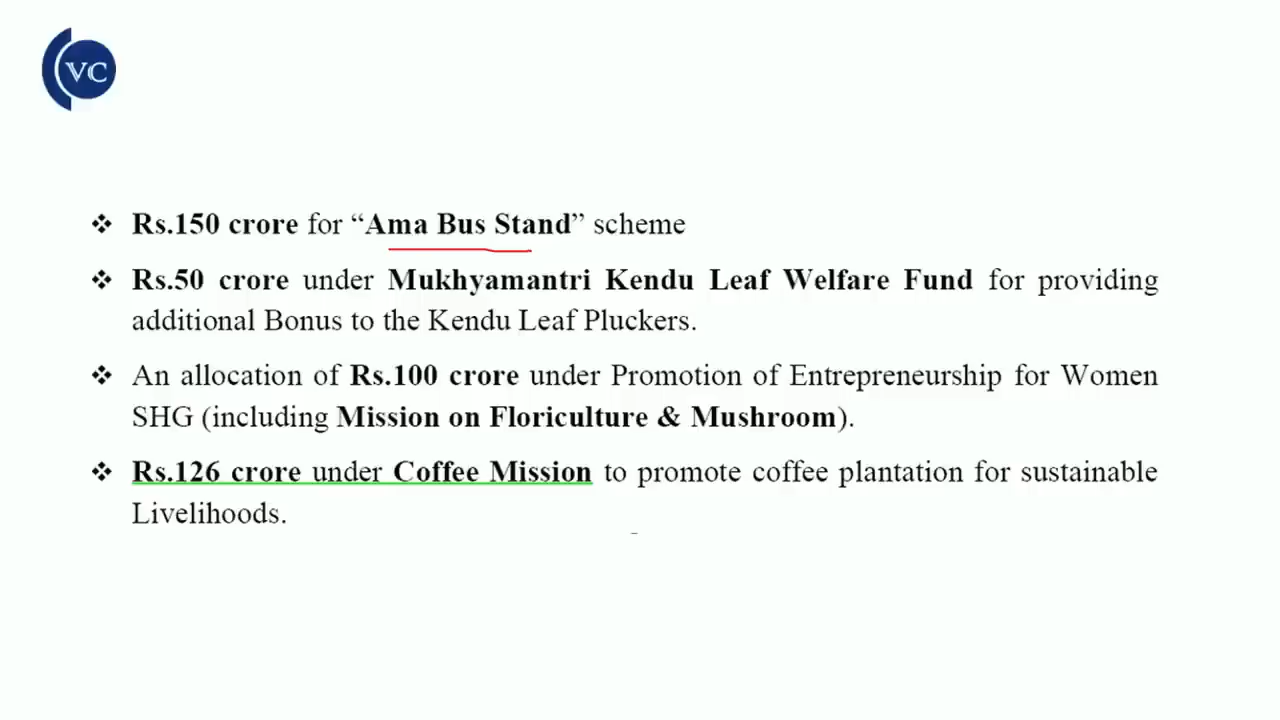 VC
❖ Rs.150 crore for “Ama Bus Stand” scheme
❖ Rs.50 crore under Mukhyamantri Kendu Leaf Welfare Fund for providing
additional Bonus to the Kendu Leaf Pluckers.
❖ An allocation of Rs.100 crore under Promotion of Entrepreneurship for Women
SHG (including Mission on Floriculture & Mushroom).
❖ Rs.126 crore under Coffee Mission to promote coffee plantation for sustainable
Livelihoods.